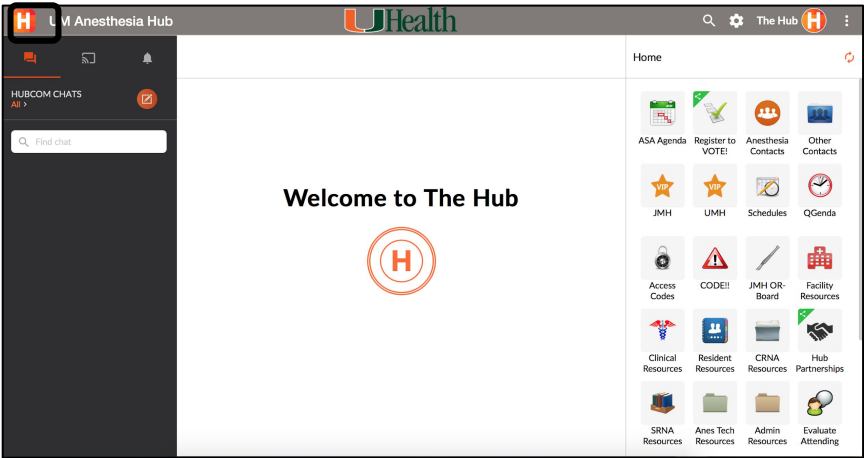 H
UM Anesthesia Hub
UHealth
The Hub
H
HUBCOM CHATS
All >
Find chat
Welcome to The Hub
H
Home
ASA Agenda
Register to
VOTE!
Anesthesia
Contacts
Other
Contacts
VIP
JMH
VIP
UMH
Schedules
QGenda
Access
Codes
CODE!!
JMH OR-
Board
Facility
Resources
Clinical
Resources
Resident
Resources
CRNA
Resources
Hub
Partnerships
SRNA
Resources
Anes Tech
Resources
Admin
Resources
Evaluate
Attending